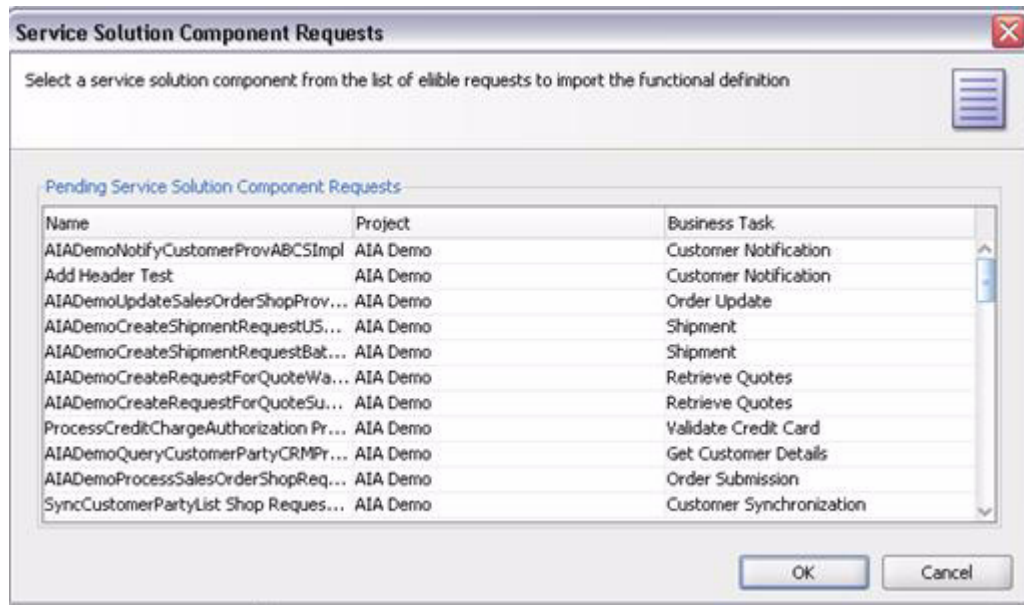 Service Solution Component Requests
Select a service solution component from the list of elilble requests to import the functional definition
Pending Service Solution Component Requests
Name Project Business Task
AIADemoNotifyCustomerProvABCSImpl AIA Demo Customer Notification
Add Header Test AIA Demo Customer Notification
AIADemoUpdateSalesOrderShopProv... AIA Demo Order Update
AIADemoCreateShipmentRequestUS... AIA Demo Shipment
AIADemoCreateShipmentRequestBat... AIA Demo Shipment
AIADemoCreateRequestForQuoteWa... AIA Demo Retrieve Quotes
AIADemoCreateRequestForQuoteSu... AIA Demo Retrieve Quotes
ProcessCreditChargeAuthorization Pr... AIA Demo Validate Credit Card
AIADemoQueryCustomerPartyCRMPr... AIA Demo Get Customer Details
AIADemoProcessSalesOrderShopReq... AIA Demo Order Submission
SyncCustomerPartyList Shop Reques... AIA Demo Customer Synchronization
OK Cancel